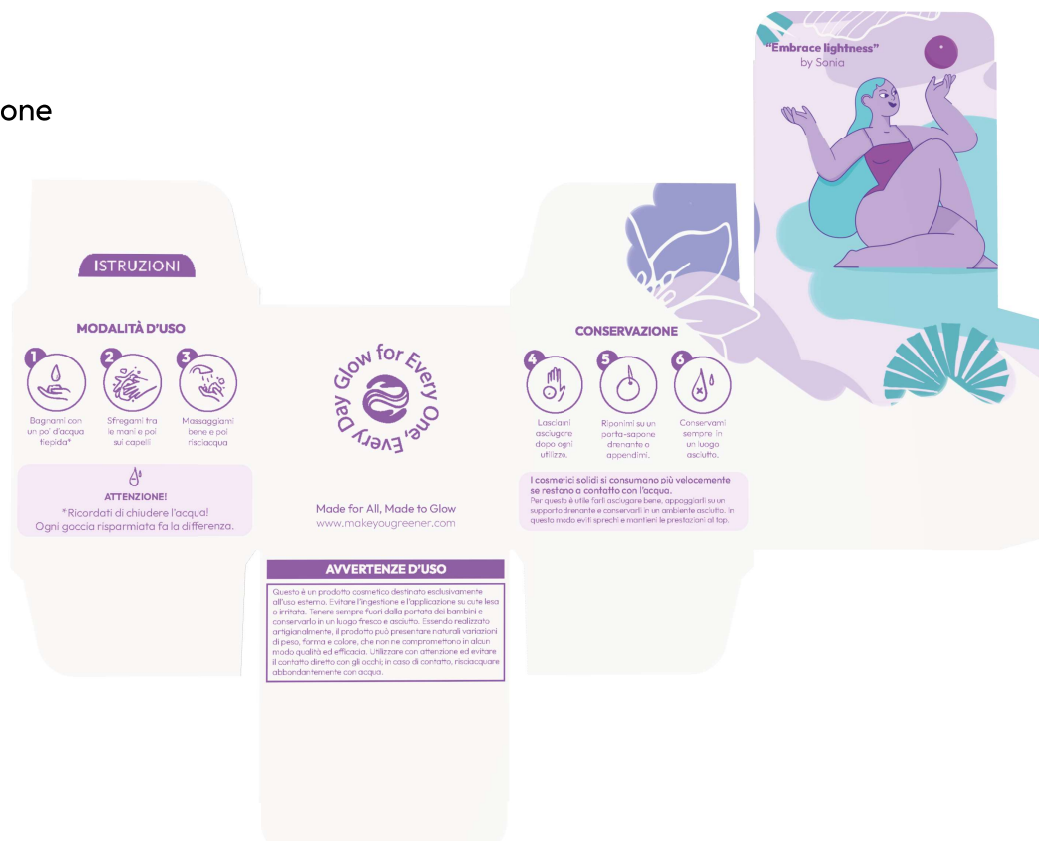 one
"Embrace lightness"
by Sonia
ISTRUZIONI
MODALITÀ D'USO
1
2
3
Bagnami con
un po' d'acqua
tiepida*
Sfregami tra
le mani e poi
sui capelli
Massaggiami
bene e poi
risciacqua
ATTENZIONE!
*Ricordati di chiudere l'acqua!
Ogni goccia risparmiata fa la differenza.
Glow for Every One, Every Day
Made for All, Made to Glow
www.makeyougreener.com
CONSERVAZIONE
4
5
6
Lasciami
asciugare
dopo ogni
utilizzo.
Riponimi su un
porta-sapone
drenante o
appendimi.
Conservami
sempre in
un luogo
asciutto.
I cosmetici solidi si consumano più velocemente
se restano a contatto con l'acqua.
Per questo è utile farli asciugare bene, appoggiarli su un
supporto drenante e conservarli in un ambiente asciutto. In
questo modo eviti sprechi e mantieni le prestazioni al top.
AVVERTENZE D'USO
Questo è un prodotto cosmetico destinato esclusivamente
all'uso esterno. Evitare l'ingestione e l'applicazione su cute lesa
o irritata. Tenere sempre fuori dalla portata dei bambini e
conservarlo in un luogo fresco e asciutto. Essendo realizzato
artigianalmente, il prodotto può presentare naturali variazioni
di peso, forma e colore, che non ne compromettono in alcun
modo qualità ed efficacia. Utilizzare con attenzione ed evitare
il contatto diretto con gli occhi; in caso di contatto, risciacquare
abbondantemente con acqua.